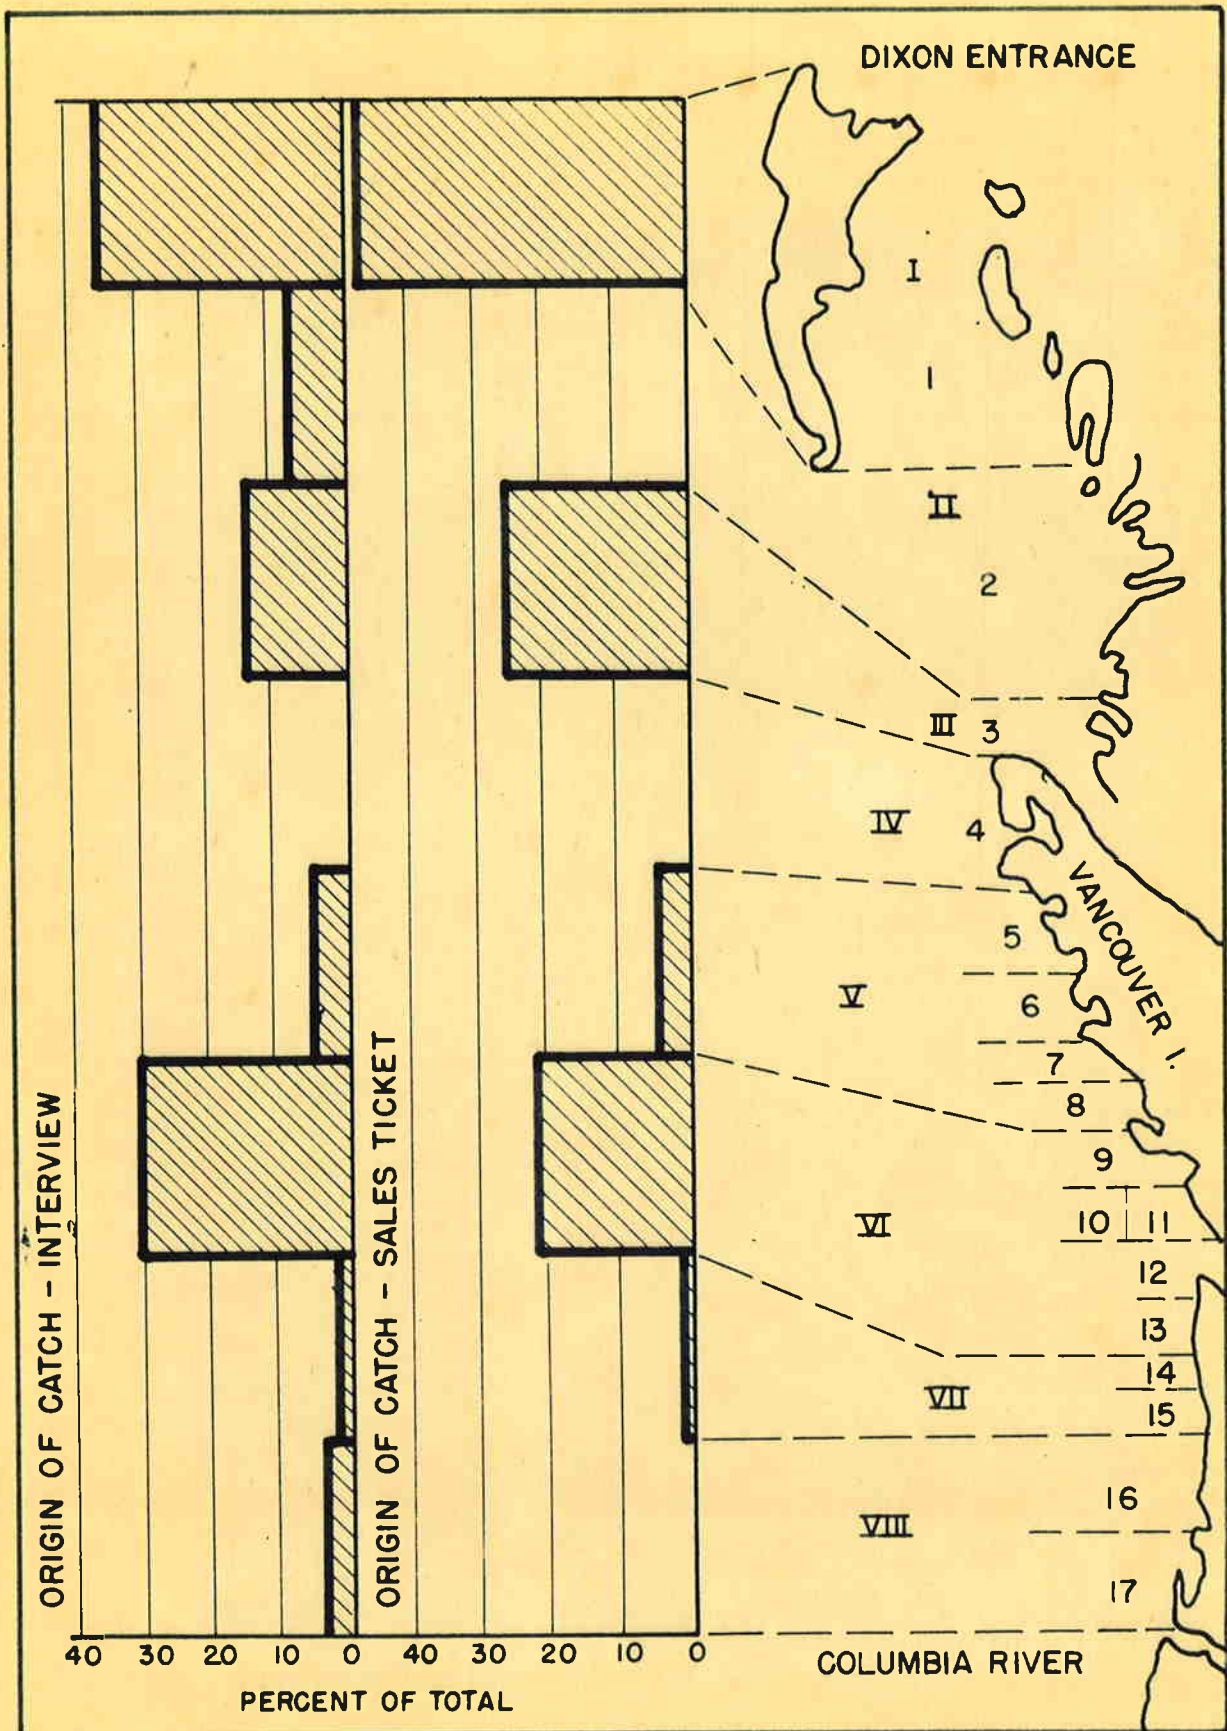 DIXON ENTRANCE
I
1
II
2
III 3
IV 4
VANCOUVER I.
5
V
6
7
8
9
VI
10 11
12
13
14
VII
15
16
VIII
17
ORIGIN OF CATCH - INTERVIEW
ORIGIN OF CATCH - SALES TICKET
40 30 20 10 0 40 30 20 10 0
COLUMBIA RIVER
PERCENT OF TOTAL